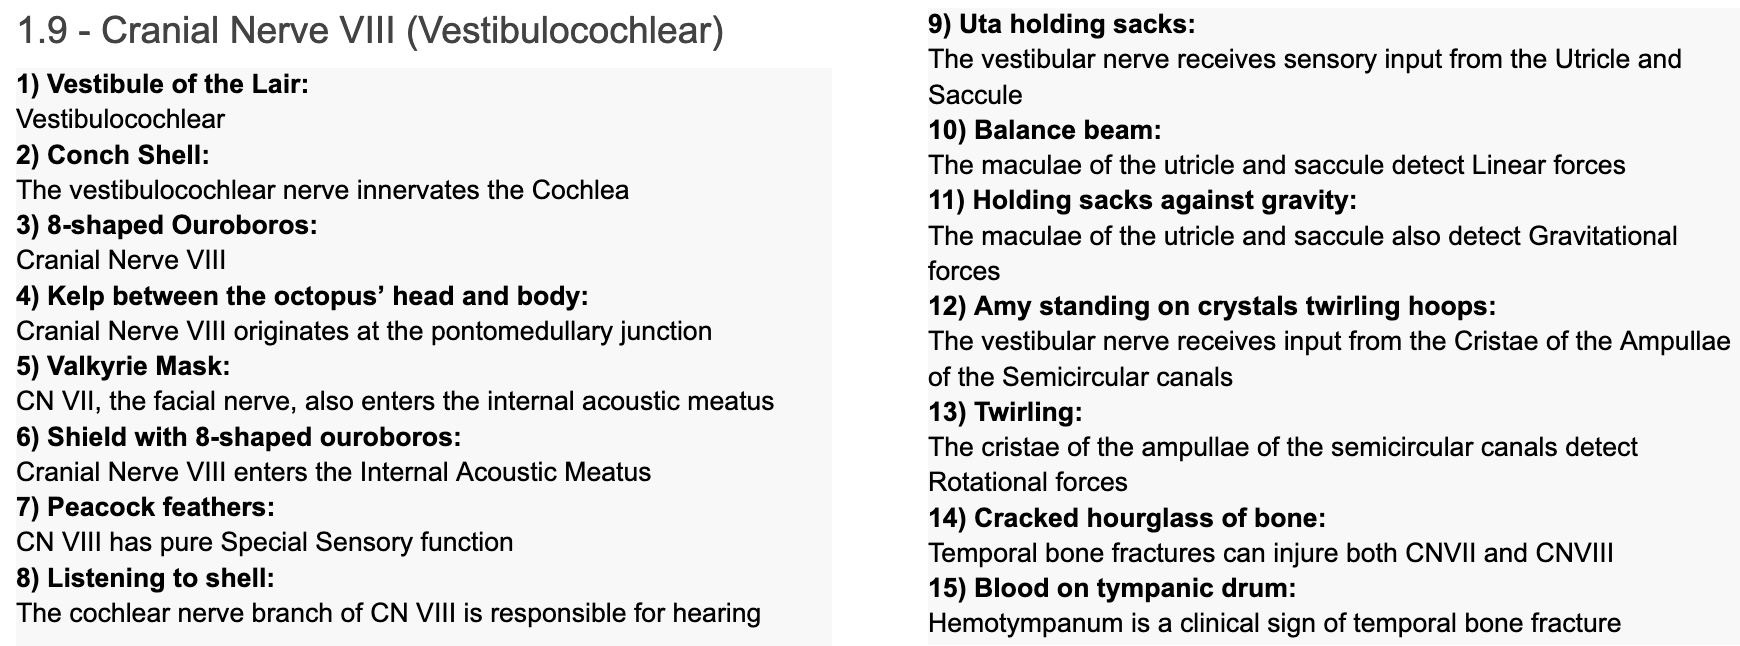 1.9 - Cranial Nerve VIII (Vestibulocochlear)
1) Vestibule of the Lair:
Vestibulocochlear
2) Conch Shell:
The vestibulocochlear nerve innervates the Cochlea
3) 8-shaped Ouroboros:
Cranial Nerve VIII
4) Kelp between the octopus’ head and body:
Cranial Nerve VIII originates at the pontomedullary junction
5) Valkyrie Mask:
CN VII, the facial nerve, also enters the internal acoustic meatus
6) Shield with 8-shaped ouroboros:
Cranial Nerve VIII enters the Internal Acoustic Meatus
7) Peacock feathers:
CN VIII has pure Special Sensory function
8) Listening to shell:
The cochlear nerve branch of CN VIII is responsible for hearing
9) Uta holding sacks:
The vestibular nerve receives sensory input from the Utricle and
Saccule
10) Balance beam:
The maculae of the utricle and saccule detect Linear forces
11) Holding sacks against gravity:
The maculae of the utricle and saccule also detect Gravitational
forces
12) Amy standing on crystals twirling hoops:
The vestibular nerve receives input from the Cristae of the Ampullae
of the Semicircular canals
13) Twirling:
The cristae of the ampullae of the semicircular canals detect
Rotational forces
14) Cracked hourglass of bone:
Temporal bone fractures can injure both CNVII and CNVIII
15) Blood on tympanic drum:
Hemotympanum is a clinical sign of temporal bone fracture